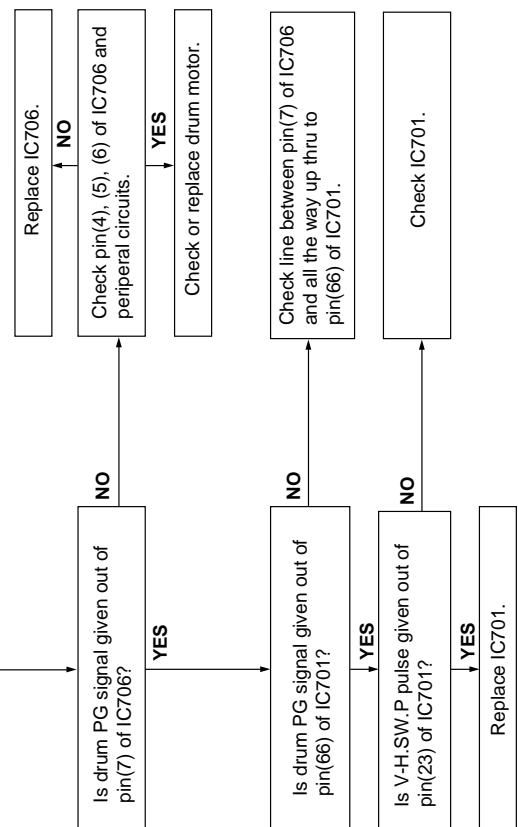 Replace IC706.
NO
Is drum PG signal given out of
pin(7) of IC706?
NO
Check pin(4), (5), (6) of IC706 and
periperal circuits.
YES
YES
Check or replace drum motor.
Is drum PG signal given out of
pin(66) of IC701?
NO
Check line between pin(7) of IC706
and all the way up thru to
pin(66) of IC701.
YES
Is V-H.SW.P pulse given out of
pin(23) of IC701?
NO
Check IC701.
YES
Replace IC701.